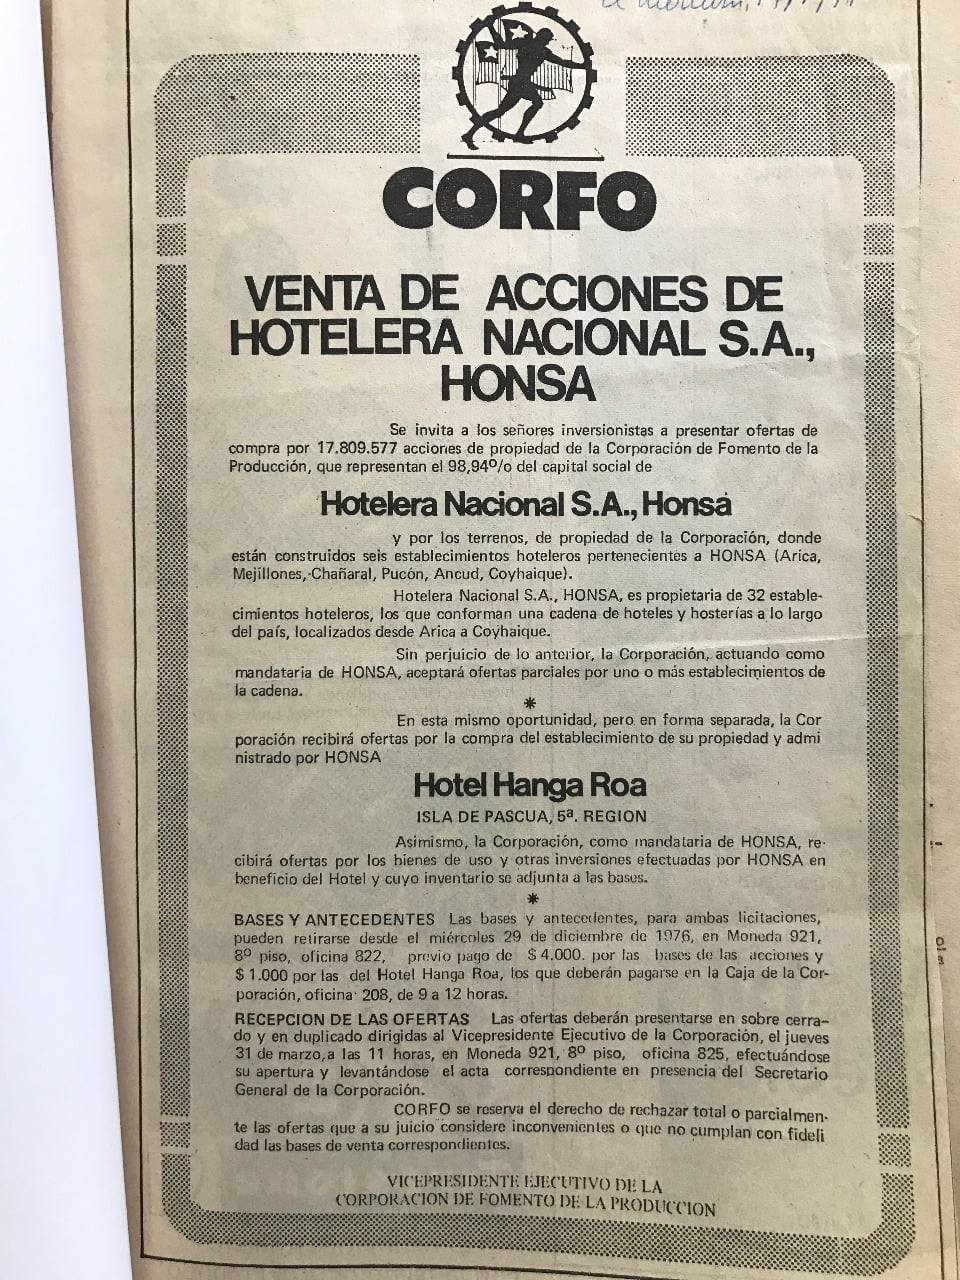 CORFO
VENTA DE ACCIONES DE
HOTELERA NACIONAL S.A.,
HONSA
Se invita a los señores inversionistas a presentar ofertas de
compra por 17.809.577 acciones de propiedad de la Corporación de Fomento de la
Producción, que representan el 98,94º/o del capital social de
Hotelera Nacional S.A., Honsa
y por los terrenos, de propiedad de la Corporación, donde
están construidos seis establecimientos hoteleros pertenecientes a HONSA (Arica,
Mejillones, Chañaral, Pucón, Ancud, Coyhaique).
Hotelera Nacional S.A., HONSA, es propietaria de 32 estable-
cimientos hoteleros, los que conforman una cadena de hoteles y hosterías a lo largo
del país, localizados desde Arica a Coyhaique.
Sin perjuicio de lo anterior, la Corporación, actuando como
mandataria de HONSA, aceptará ofertas parciales por uno o más establecimientos de
la cadena.
*
En esta mismo oportunidad, pero en forma separada, la Cor
poración recibirá ofertas por la compra del establecimiento de su propiedad y admi
nistrado por HONSA
Hotel Hanga Roa
ISLA DE PASCUA, 5ª. REGION
Asimismo, la Corporación, como mandataria de HONSA, re-
cibirá ofertas por los bienes de uso y otras inversiones efectuadas por HONSA en
beneficio del Hotel y cuyo inventario se adjunta a las bases.
*
BASES Y ANTECEDENTES Las bases y antecedentes, para ambas licitaciones,
pueden retirarse desde el miércoles 29 de diciembre de 1976, en Moneda 921,
8º piso, oficina 822, previo pago de $ 4.000. por las bases de las acciones y
$ 1.000 por las del Hotel Hanga Roa, los que deberán pagarse en la Caja de la Cor-
poración, oficina 208, de 9 a 12 horas.
RECEPCION DE LAS OFERTAS Las ofertas deberán presentarse en sobre cerra-
do y en duplicado dirigidas al Vicepresidente Ejecutivo de la Corporación, el jueves
31 de marzo, a las 11 horas, en Moneda 921, 8º piso, oficina 825, efectuándose
su apertura y levantándose el acta correspondiente en presencia del Secretario
General de la Corporación.
CORFO se reserva el derecho de rechazar total o parcialmen-
te las ofertas que a su juicio considere inconvenientes o que no cumplan con fideli
dad las bases de venta correspondientes.
VICEPRESIDENTE EJECUTIVO DE LA
CORPORACION DE FOMENTO DE LA PRODUCCION